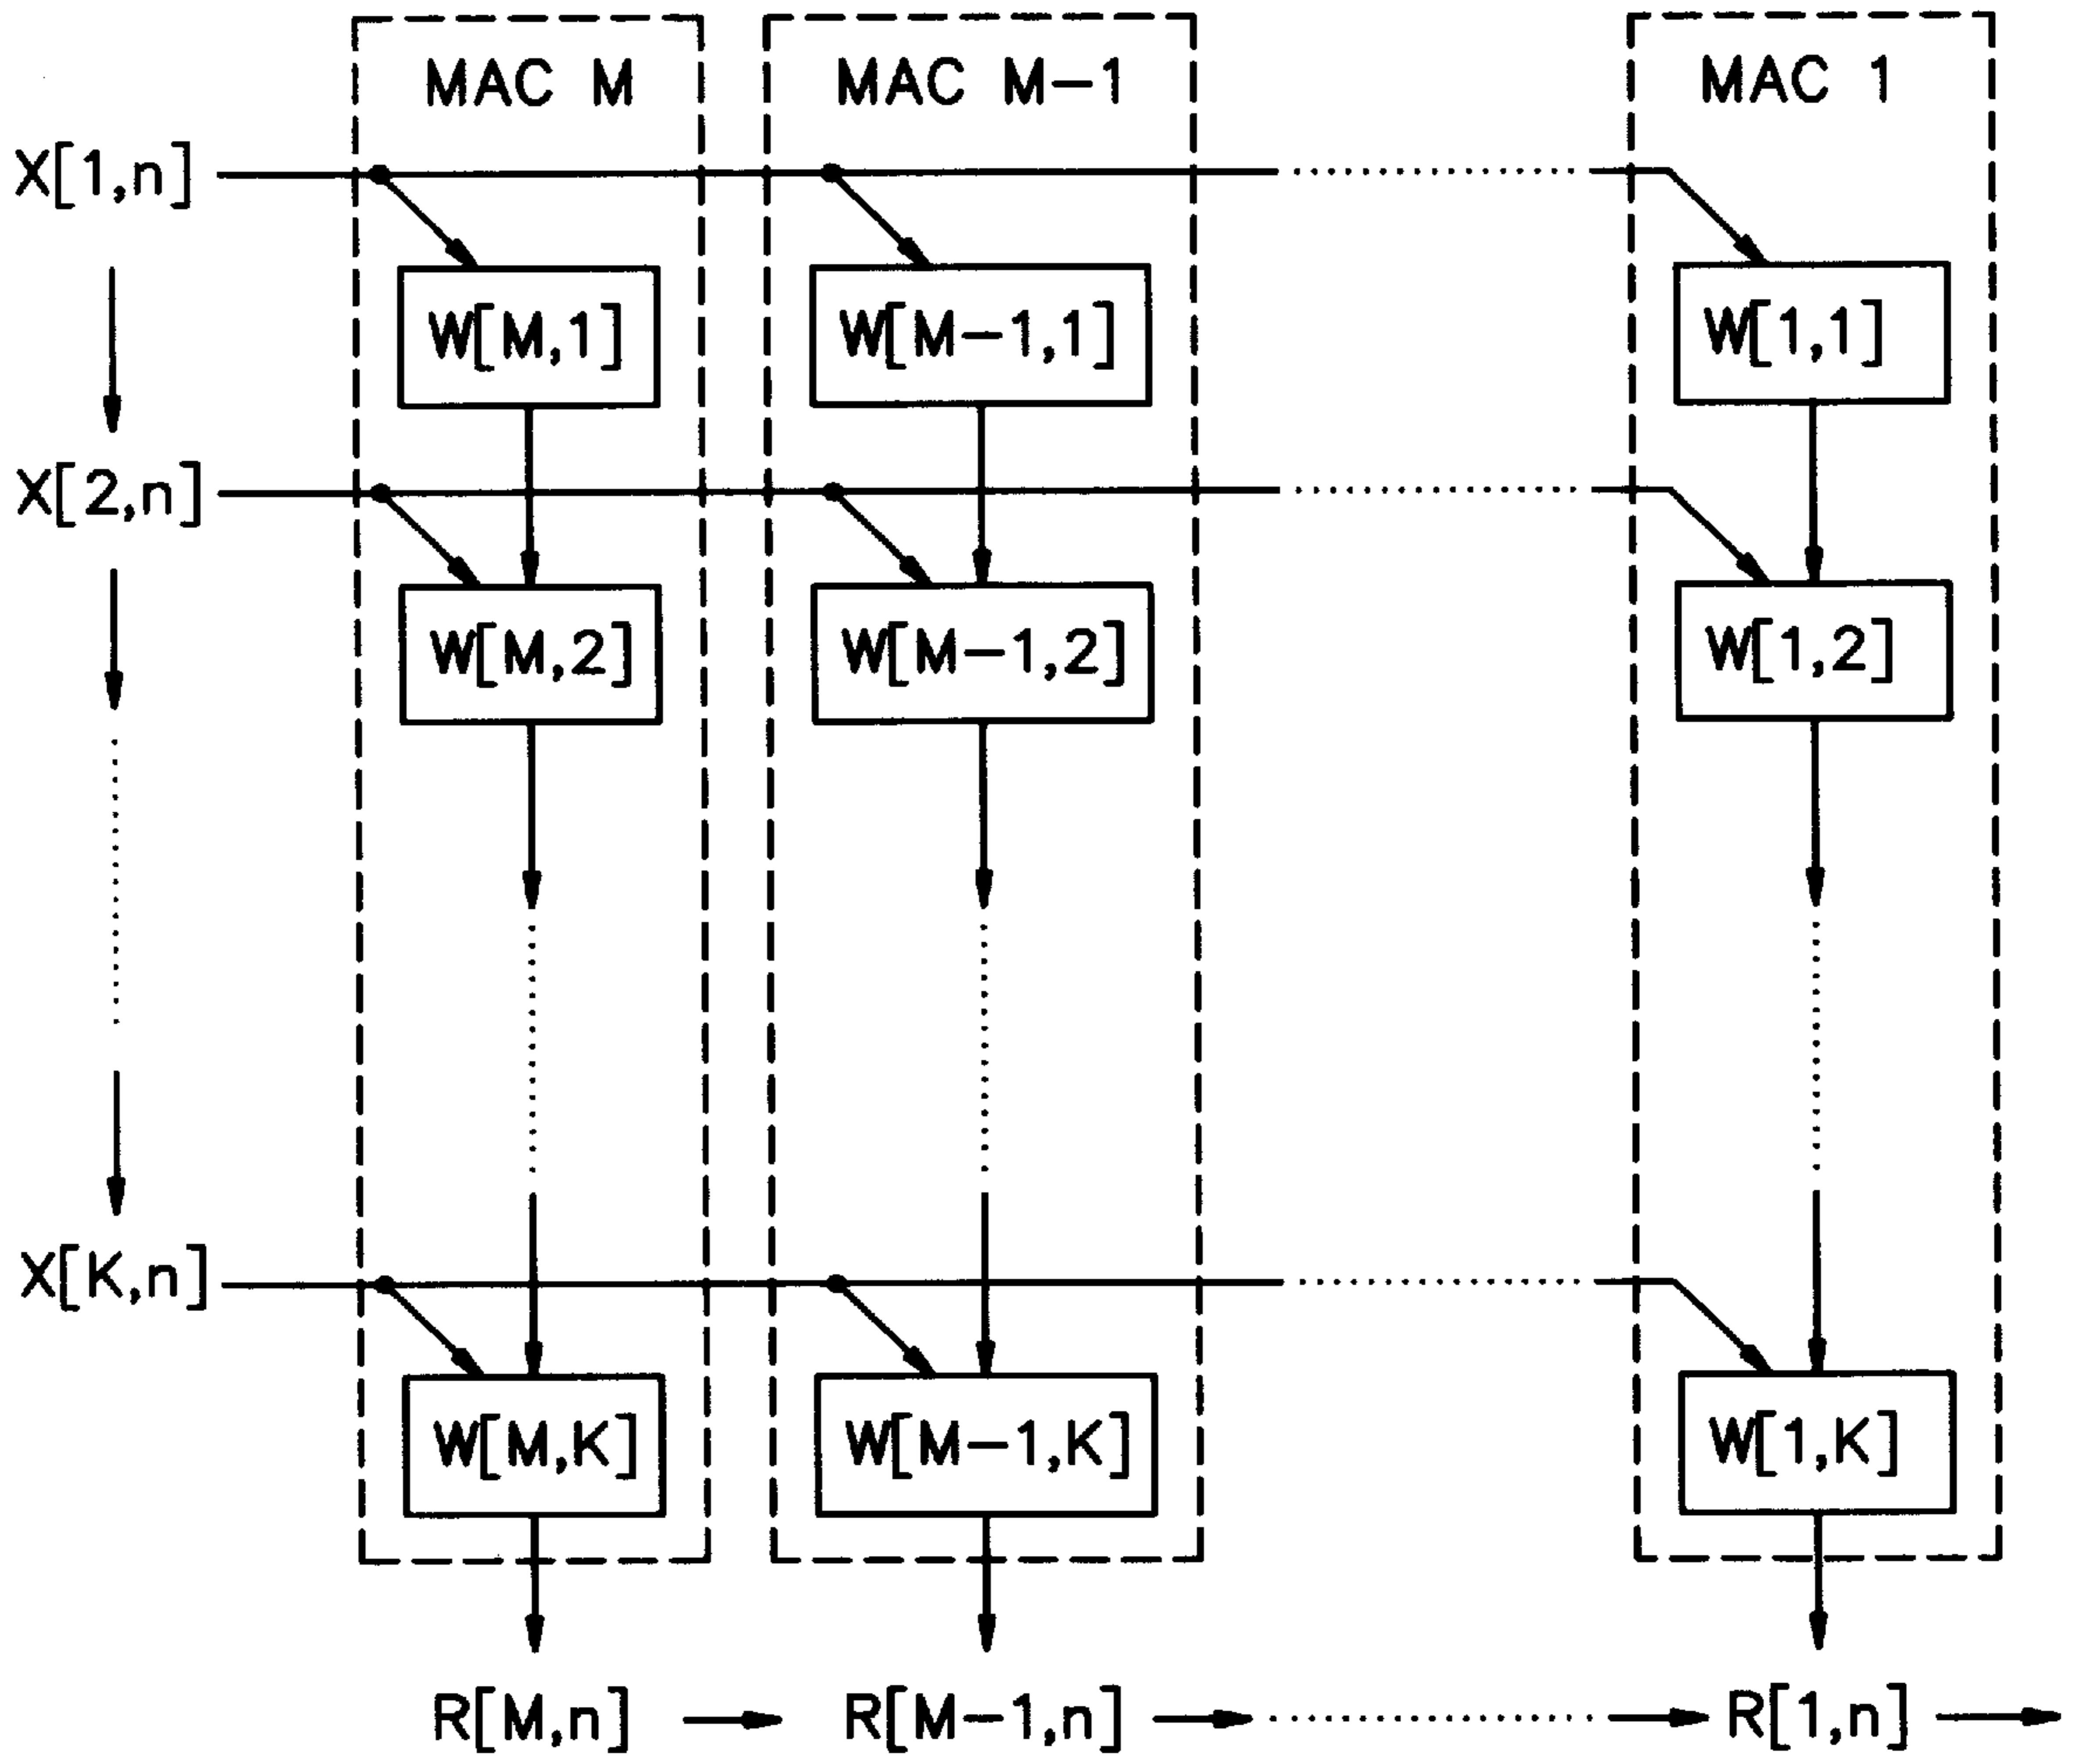 MAC M MAC M-1 MAC 1
X[1,n]
W[M,1] W[M-1,1] W[1,1]
X[2,n]
W[M,2] W[M-1,2] W[1,2]
X[K,n]
W[M,K] W[M-1,K] W[1,K]
R[M,n] R[M-1,n] R[1,n]